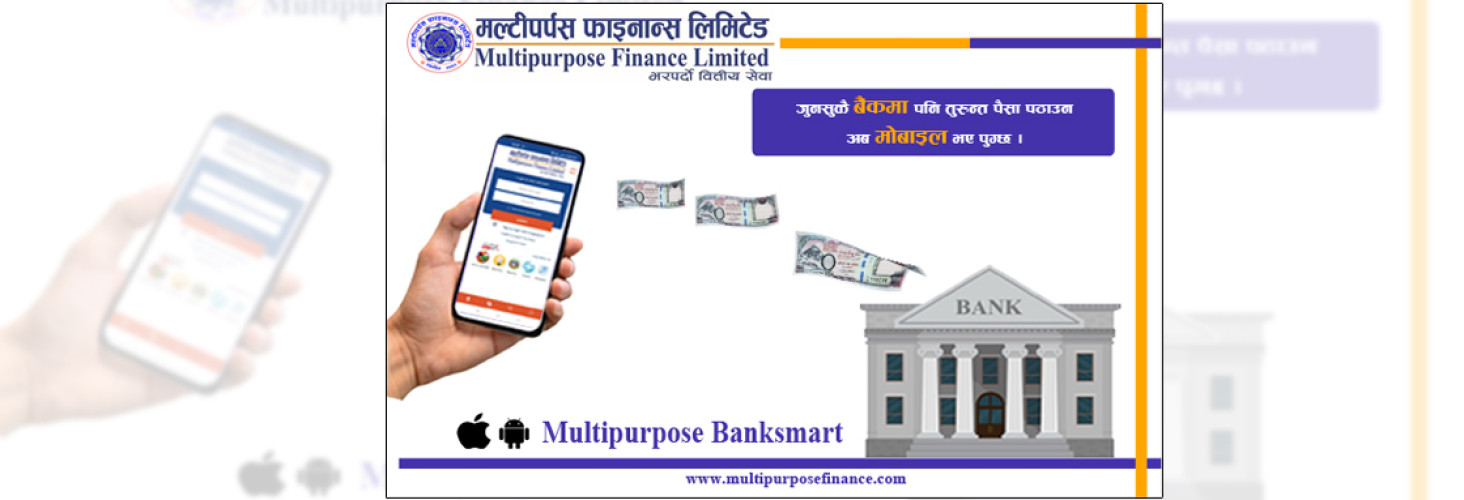 मल्टीपर्पस फाइनान्स लिमिटेड
Multipurpose Finance Limited
भरपर्दो वित्तीय सेवा
जुनसुकै बैंकमा पनि तुरुन्त पैसा पठाउन
अब मोबाइल भए पुग्छ ।
BANK
Multipurpose Banksmart
www.multipurposefinance.com